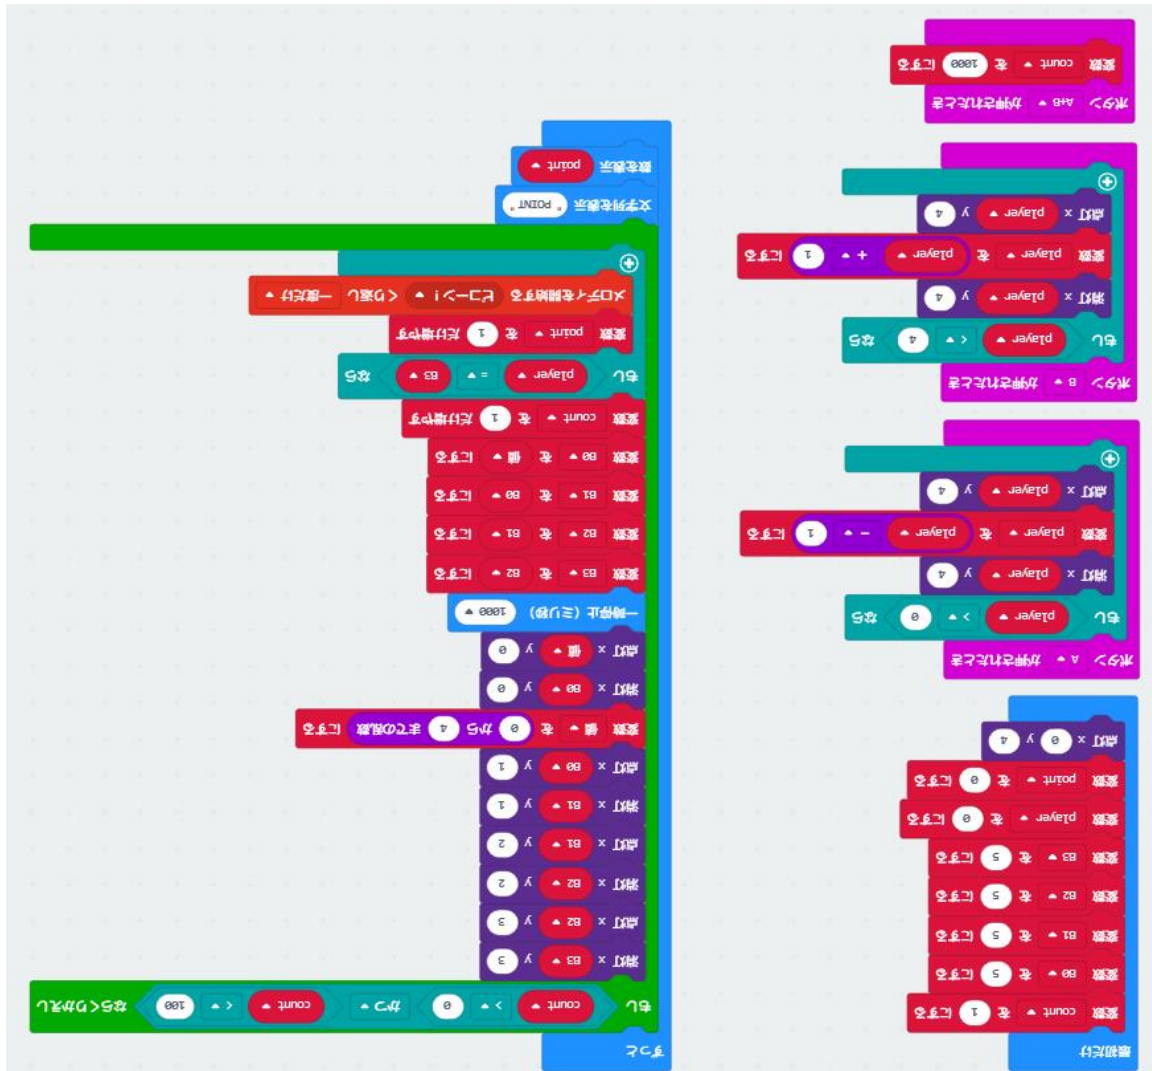 最初だけ
変数 count を 1 にする
変数 B0 を 5 にする
変数 B1 を 5 にする
変数 B2 を 5 にする
変数 B3 を 5 にする
変数 player を 0 にする
変数 point を 0 にする
点灯 x 0 y 4
ボタン A が押されたとき
もし player > 0 なら
消灯 x player y 4
変数 player を player - 1 にする
点灯 x player y 4
ボタン B が押されたとき
もし player < 4 なら
消灯 x player y 4
変数 player を player + 1 にする
点灯 x player y 4
ボタン A+B が押されたとき
変数 count を 1000 にする
ずっと
もし count > 0 かつ count < 100 ならくりかえし
消灯 x B3 y 3
点灯 x B2 y 3
消灯 x B2 y 2
点灯 x B1 y 2
消灯 x B1 y 1
点灯 x B0 y 1
変数 値 を 0 から 4 までの乱数 にする
消灯 x B0 y 0
点灯 x 値 y 0
一時停止（ミリ秒） 1000
変数 B3 を B2 にする
変数 B2 を B1 にする
変数 B1 を B0 にする
変数 B0 を 値 にする
変数 count を 1 だけ増やす
もし player = B3 なら
変数 point を 1 だけ増やす
メロディを開始する ピコーン！ くり返し 一度だけ
文字列を表示 "POINT"
数を表示 point